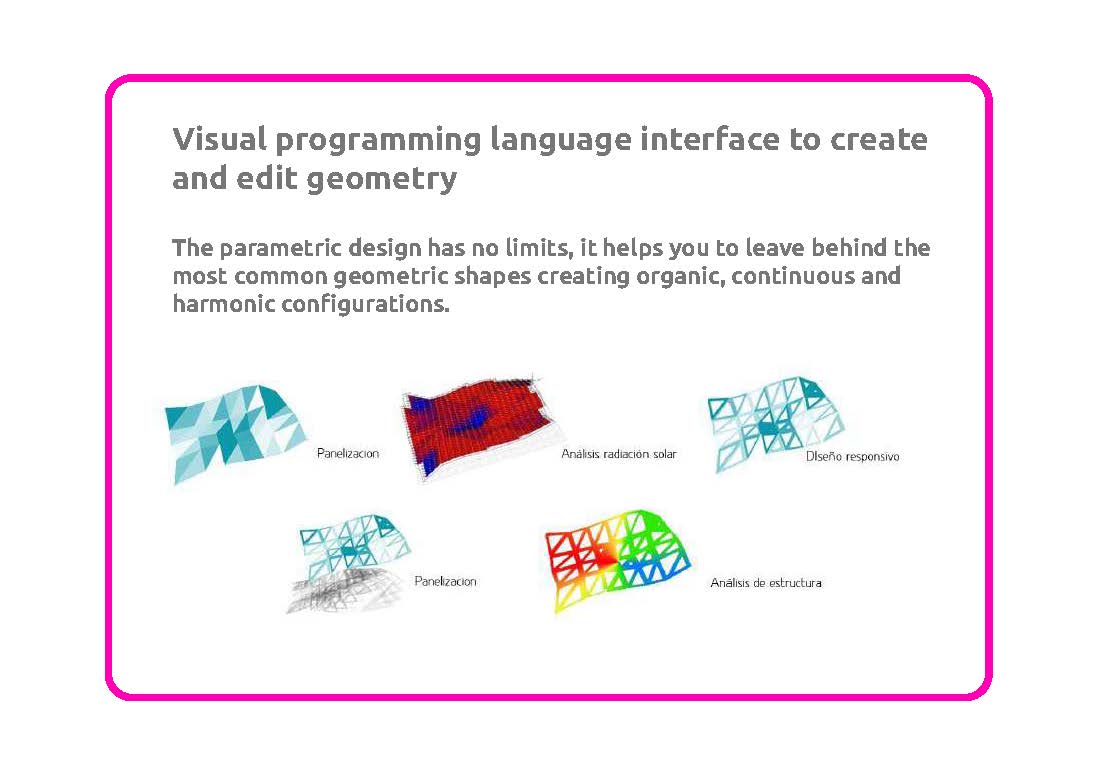 Visual programming language interface to create
and edit geometry
The parametric design has no limits, it helps you to leave behind the
most common geometric shapes creating organic, continuous and
harmonic configurations.
Panelizacion
Análisis radiación solar
DIseño responsivo
Panelizacion
Análisis de estructura